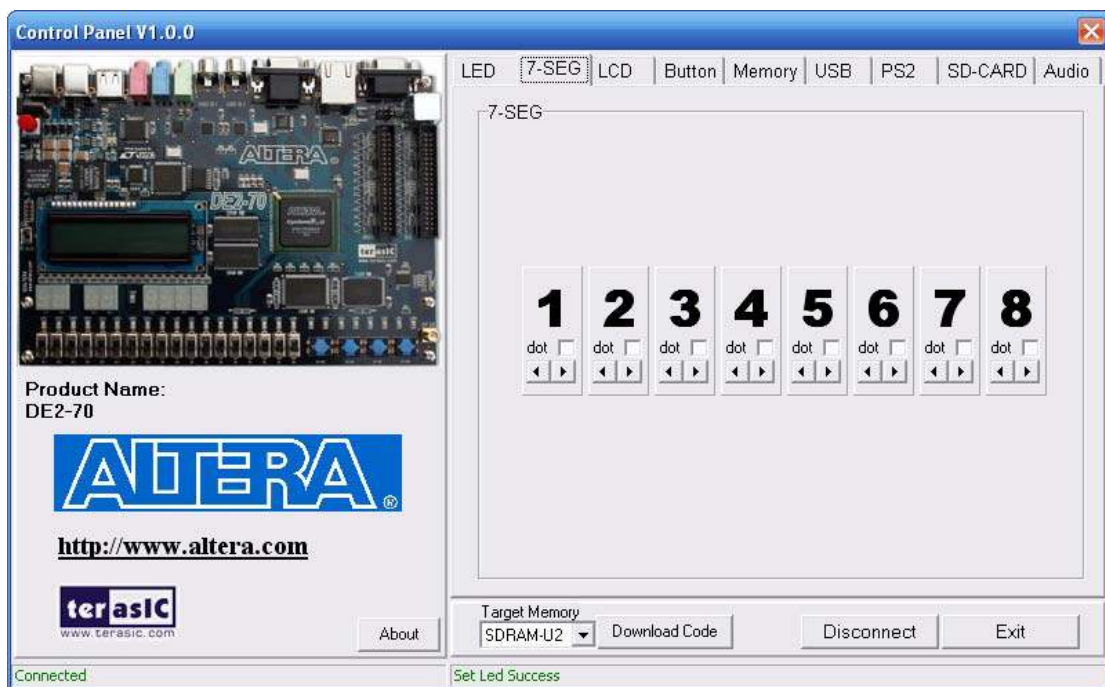 Control Panel V1.0.0
LED 7-SEG LCD Button Memory USB PS2 SD-CARD Audio
7-SEG
ALTERA®
DE2-70
ALTERA
terasIC
1 2 3 4 5 6 7 8
dot dot dot dot dot dot dot dot
Product Name:
DE2-70
ALTERA®
http://www.altera.com
terasIC
www.terasic.com
About
Target Memory
SDRAM-U2 Download Code Disconnect Exit
Connected Set Led Success